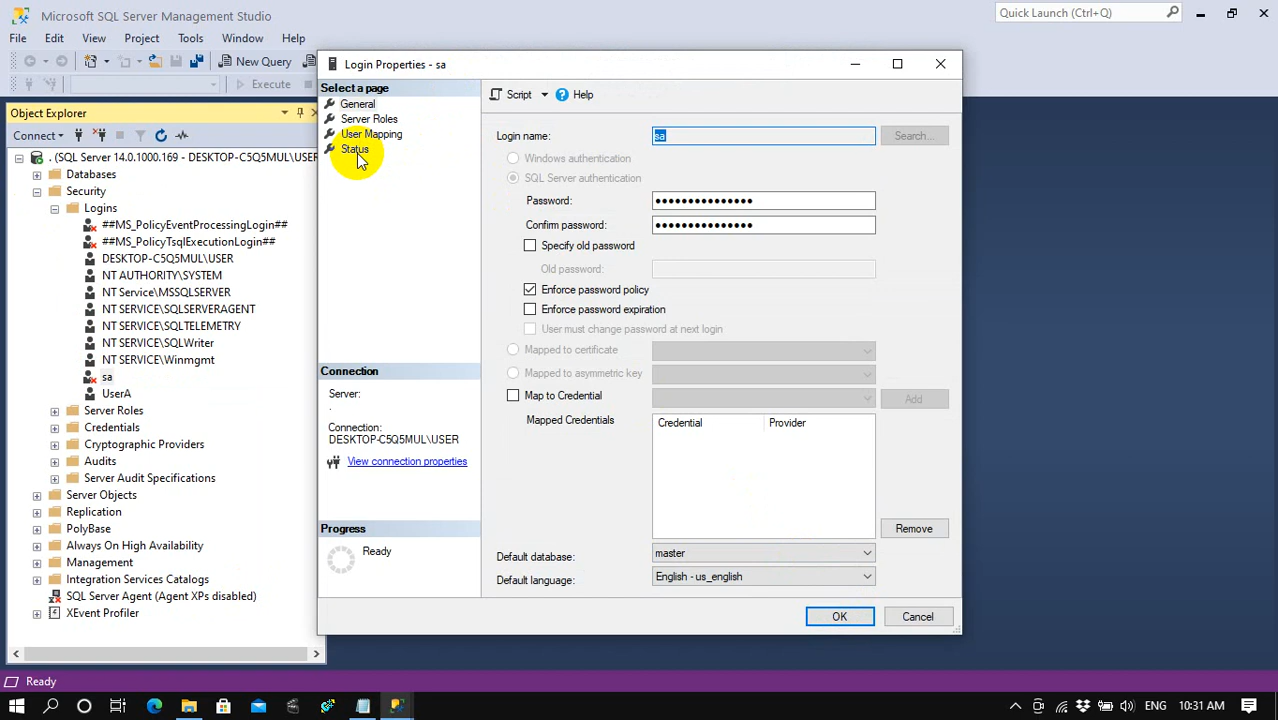 Microsoft SQL Server Management Studio
Quick Launch (Ctrl+Q)
File Edit View Project Tools Window Help
New Query
Execute
Object Explorer
Connect
. (SQL Server 14.0.1000.169 - DESKTOP-C5Q5MUL\USER
Databases
Security
Logins
##MS_PolicyEventProcessingLogin##
##MS_PolicyTsqlExecutionLogin##
DESKTOP-C5Q5MUL\USER
NT AUTHORITY\SYSTEM
NT Service\MSSQLSERVER
NT SERVICE\SQLSERVERAGENT
NT SERVICE\SQLTELEMETRY
NT SERVICE\SQLWriter
NT SERVICE\Winmgmt
sa
UserA
Server Roles
Credentials
Cryptographic Providers
Audits
Server Audit Specifications
Server Objects
Replication
PolyBase
Always On High Availability
Management
Integration Services Catalogs
SQL Server Agent (Agent XPs disabled)
XEvent Profiler
Login Properties - sa
Select a page
General
Server Roles
User Mapping
Status
Connection
Server:
.
Connection:
DESKTOP-C5Q5MUL\USER
View connection properties
Progress
Ready
Script Help
Login name: sa Search...
Windows authentication
SQL Server authentication
Password: •••••••••••••••
Confirm password: •••••••••••••••
Specify old password
Old password:
Enforce password policy
Enforce password expiration
User must change password at next login
Mapped to certificate
Mapped to asymmetric key
Map to Credential Add
Mapped Credentials Credential Provider
Remove
Default database: master
Default language: English - us_english
OK Cancel
Ready
ENG 10:31 AM